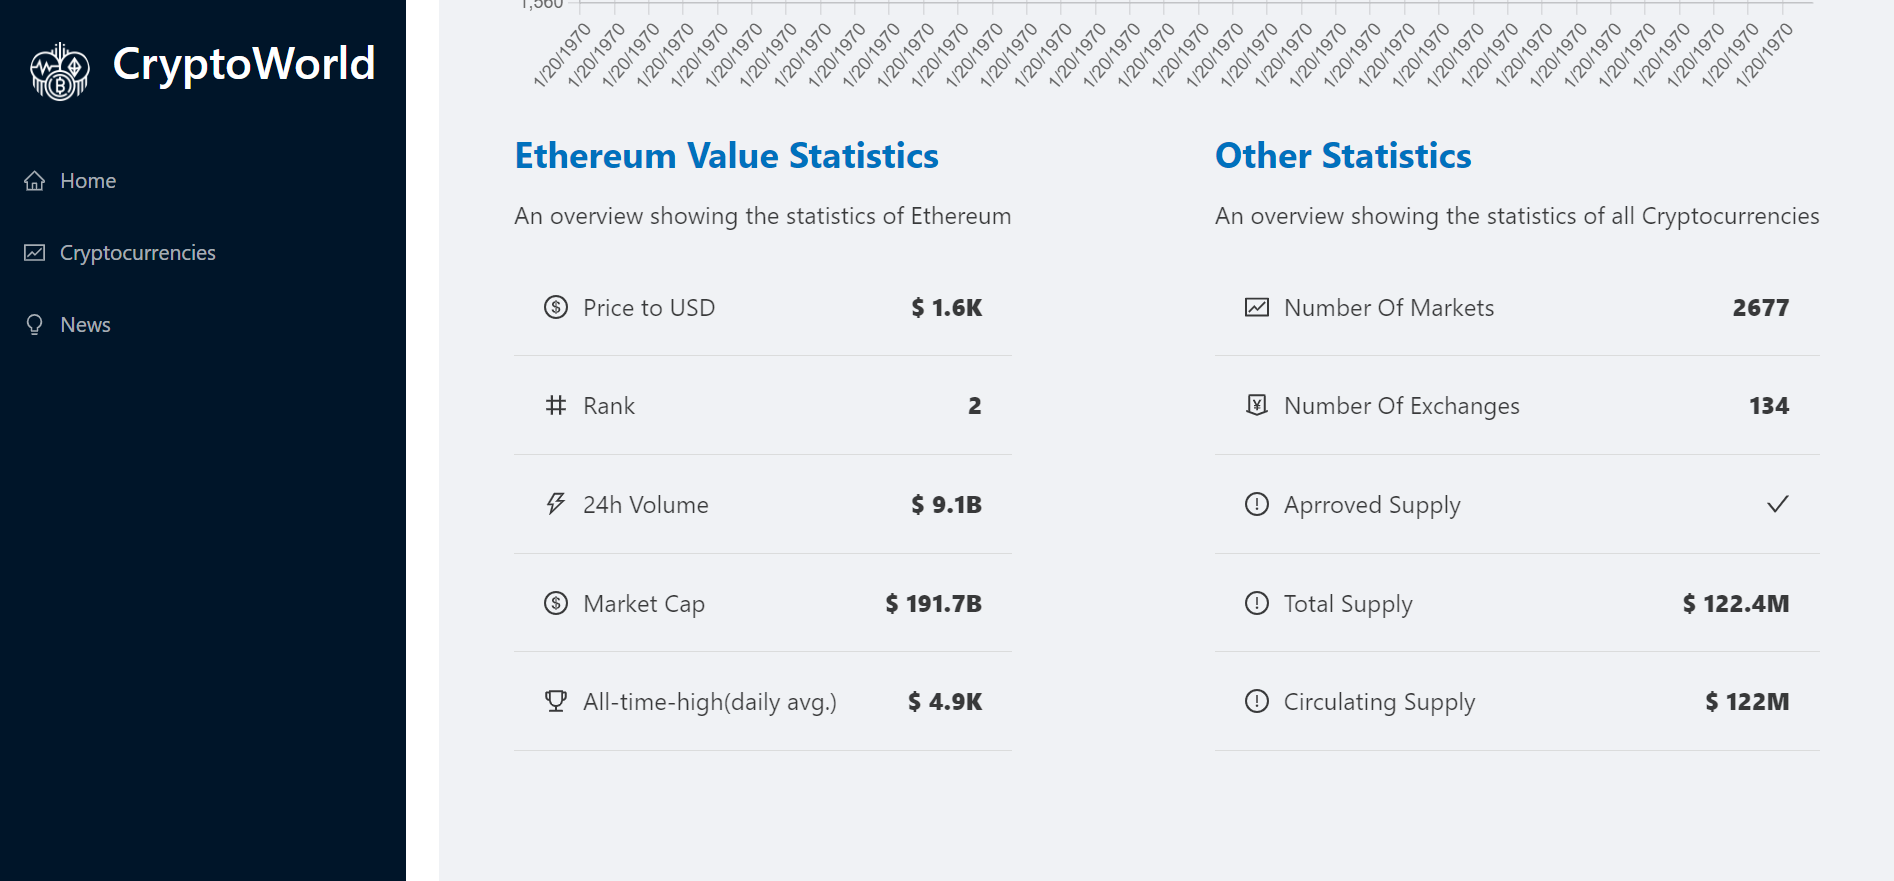 CryptoWorld
Home
Cryptocurrencies
News
1,560
1/20/1970 1/20/1970 1/20/1970 1/20/1970 1/20/1970 1/20/1970 1/20/1970 1/20/1970 1/20/1970 1/20/1970 1/20/1970 1/20/1970 1/20/1970 1/20/1970 1/20/1970 1/20/1970 1/20/1970 1/20/1970 1/20/1970 1/20/1970 1/20/1970 1/20/1970 1/20/1970 1/20/1970 1/20/1970 1/20/1970 1/20/1970 1/20/1970 1/20/1970 1/20/1970 1/20/1970 1/20/1970 1/20/1970 1/20/1970 1/20/1970 1/20/1970
Ethereum Value Statistics
An overview showing the statistics of Ethereum
Price to USD $ 1.6K
Rank 2
24h Volume $ 9.1B
Market Cap $ 191.7B
All-time-high(daily avg.) $ 4.9K
Other Statistics
An overview showing the statistics of all Cryptocurrencies
Number Of Markets 2677
Number Of Exchanges 134
Aprroved Supply
Total Supply $ 122.4M
Circulating Supply $ 122M